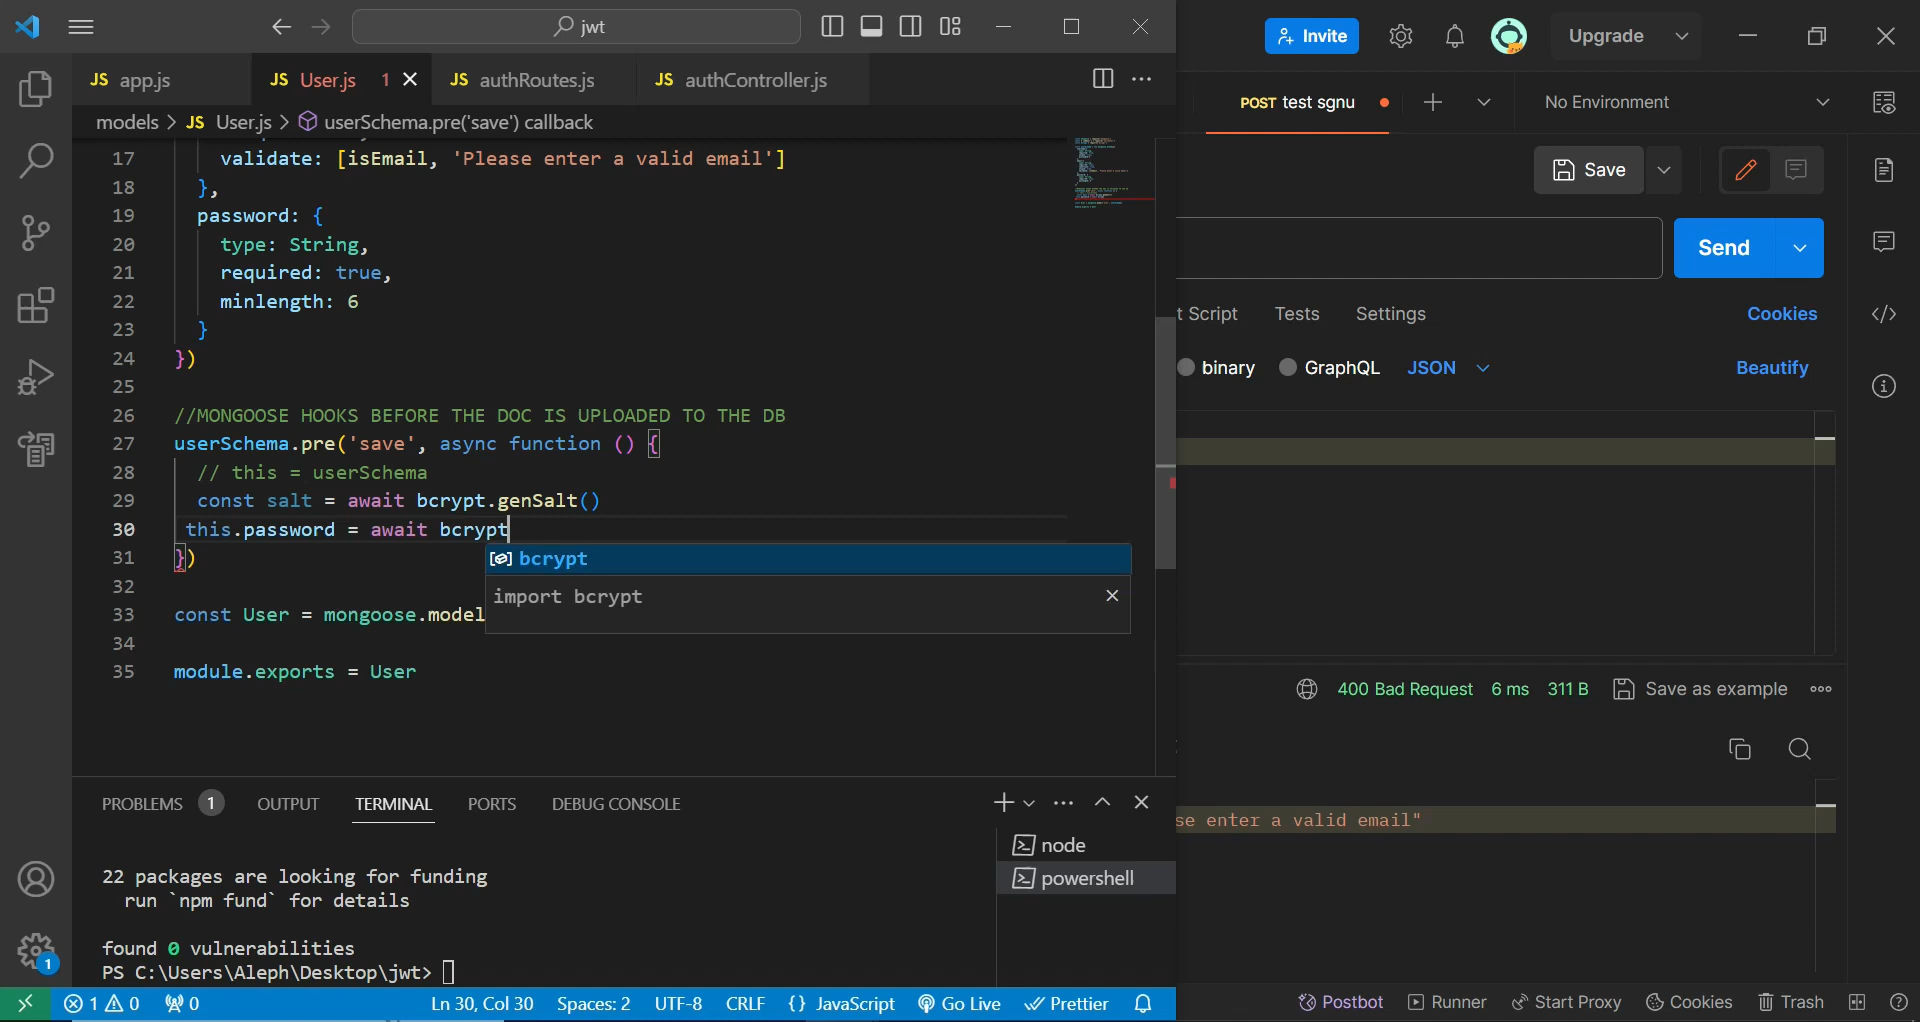 jwt
JS app.js
JS User.js 1
JS authRoutes.js
JS authController.js
models > JS User.js > userSchema.pre('save') callback
17 validate: [isEmail, 'Please enter a valid email']
18 },
19 password: {
20 type: String,
21 required: true,
22 minlength: 6
23 }
24 })
25
26 //MONGOOSE HOOKS BEFORE THE DOC IS UPLOADED TO THE DB
27 userSchema.pre('save', async function () {
28 // this = userSchema
29 const salt = await bcrypt.genSalt()
30 this.password = await bcrypt
31 })
bcrypt
import bcrypt
32
33 const User = mongoose.model
34
35 module.exports = User
PROBLEMS 1 OUTPUT TERMINAL PORTS DEBUG CONSOLE
22 packages are looking for funding
run `npm fund` for details
found 0 vulnerabilities
PS C:\Users\Aleph\Desktop\jwt>
node
powershell
1
1 0 0 Ln 30, Col 30 Spaces: 2 UTF-8 CRLF {} JavaScript Go Live Prettier
Invite Upgrade
POST test sgnu No Environment
Save
Send
t Script Tests Settings Cookies
binary GraphQL JSON Beautify
400 Bad Request 6 ms 311 B Save as example
se enter a valid email"
Postbot Runner Start Proxy Cookies Trash